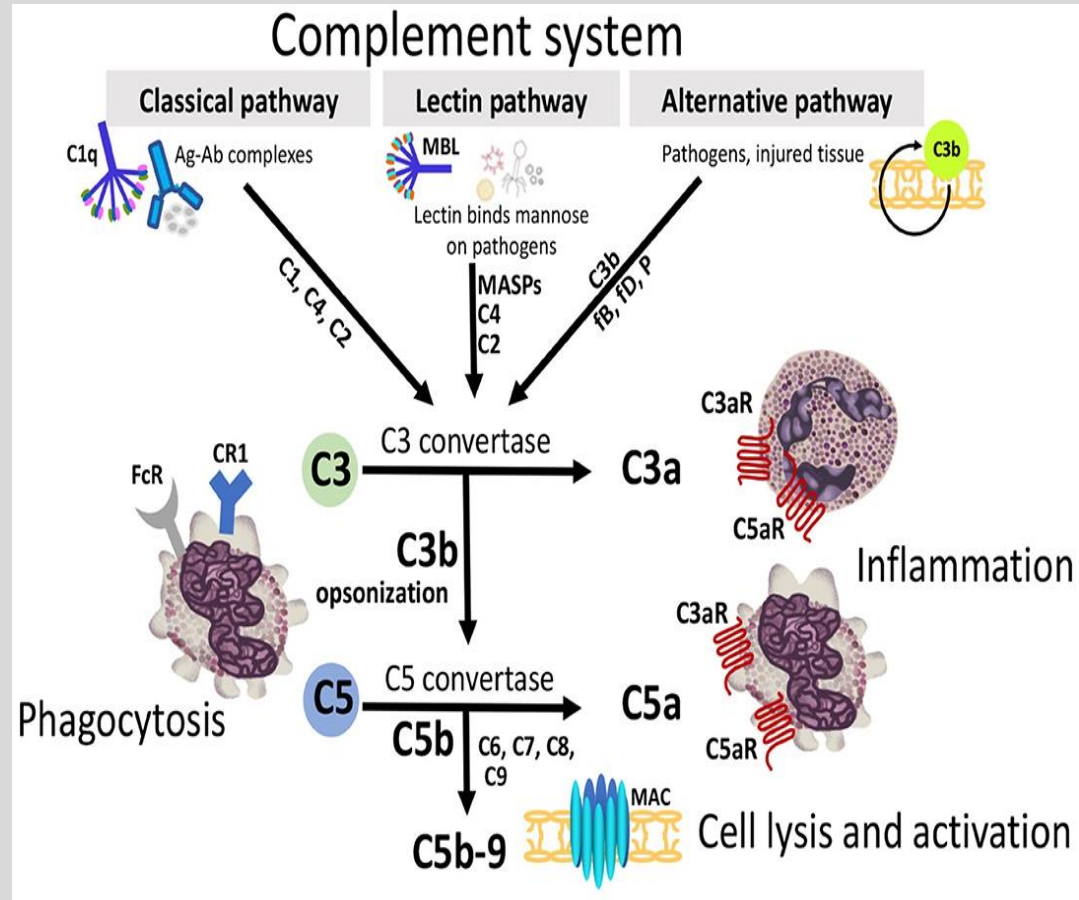 Complement system
Classical pathway
Lectin pathway
Alternative pathway
C1q
Ag-Ab complexes
MBL
Lectin binds mannose
on pathogens
Pathogens, injured tissue
C3b
C1, C4, C2
MASPs
C4
C2
C3b
fB, fD, P
C3
C3 convertase
C3a
C3aR
C5aR
FcR
CR1
C3b
opsonization
Inflammation
Phagocytosis
C5
C5 convertase
C5a
C3aR
C5aR
C5b
C6, C7, C8,
C9
C5b-9
MAC
Cell lysis and activation